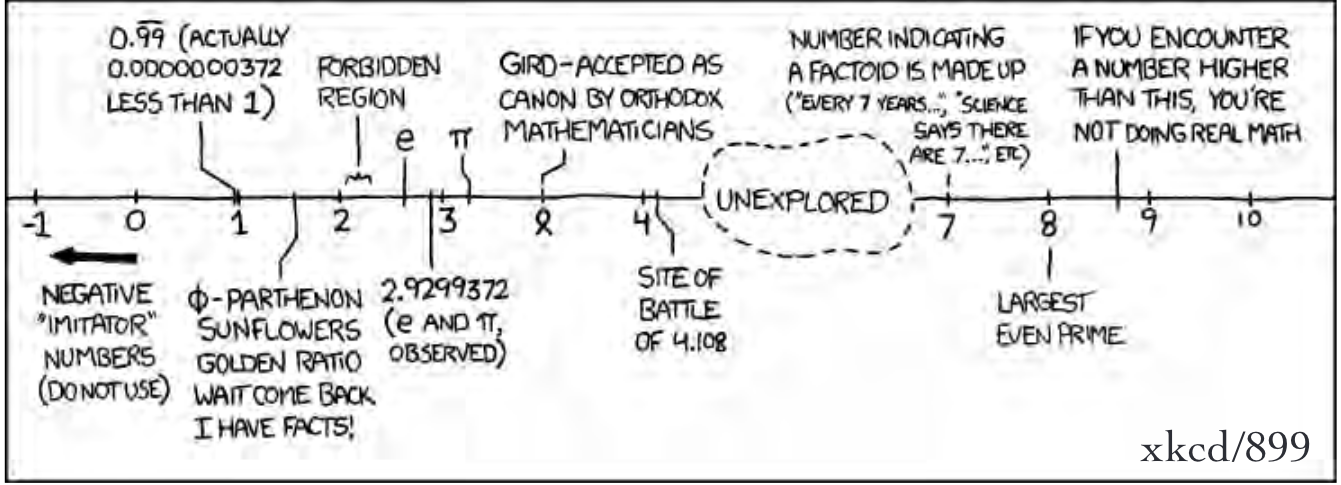 0.99 (ACTUALLY
0.0000000372
LESS THAN 1)
FORBIDDEN
REGION
e
π
GIRD-ACCEPTED AS
CANON BY ORTHODOX
MATHEMATICIANS
NUMBER INDICATING
A FACTOID IS MADE UP
("EVERY 7 YEARS...", "SCIENCE
SAYS THERE
ARE 7...", ETC)
IF YOU ENCOUNTER
A NUMBER HIGHER
THAN THIS, YOU'RE
NOT DOING REAL MATH
UNEXPLORED
-1 0 1 2 3 4 7 8 9 10
NEGATIVE
"IMITATOR"
NUMBERS
(DO NOT USE)
ϕ-PARTHENON
SUNFLOWERS
GOLDEN RATIO
WAIT COME BACK
I HAVE FACTS!
2.9299372
(e AND π,
OBSERVED)
SITE OF
BATTLE
OF 4.108
LARGEST
EVEN PRIME
xkcd/899